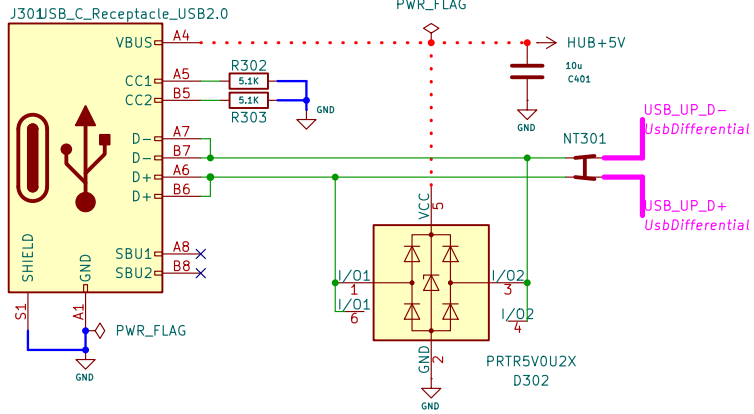 PWR_FLAG
J301USB_C_Receptacle_USB2.0
VBUS A4
HUB+5V
10u
C401
GND
CC1 A5
R302
5.1K
CC2 B5
5.1K
R303
GND
D- A7
D- B7
D+ A6
D+ B6
NT301
USB_UP_D-
UsbDifferential
USB_UP_D+
UsbDifferential
SBU1 A8
SBU2 B8
SHIELD
GND
S1
A1
PWR_FLAG
GND
VCC
5
I/O1
1
I/O1
6
I/O2
3
I/O2
4
GND
2
PRTR5V0U2X
D302
GND